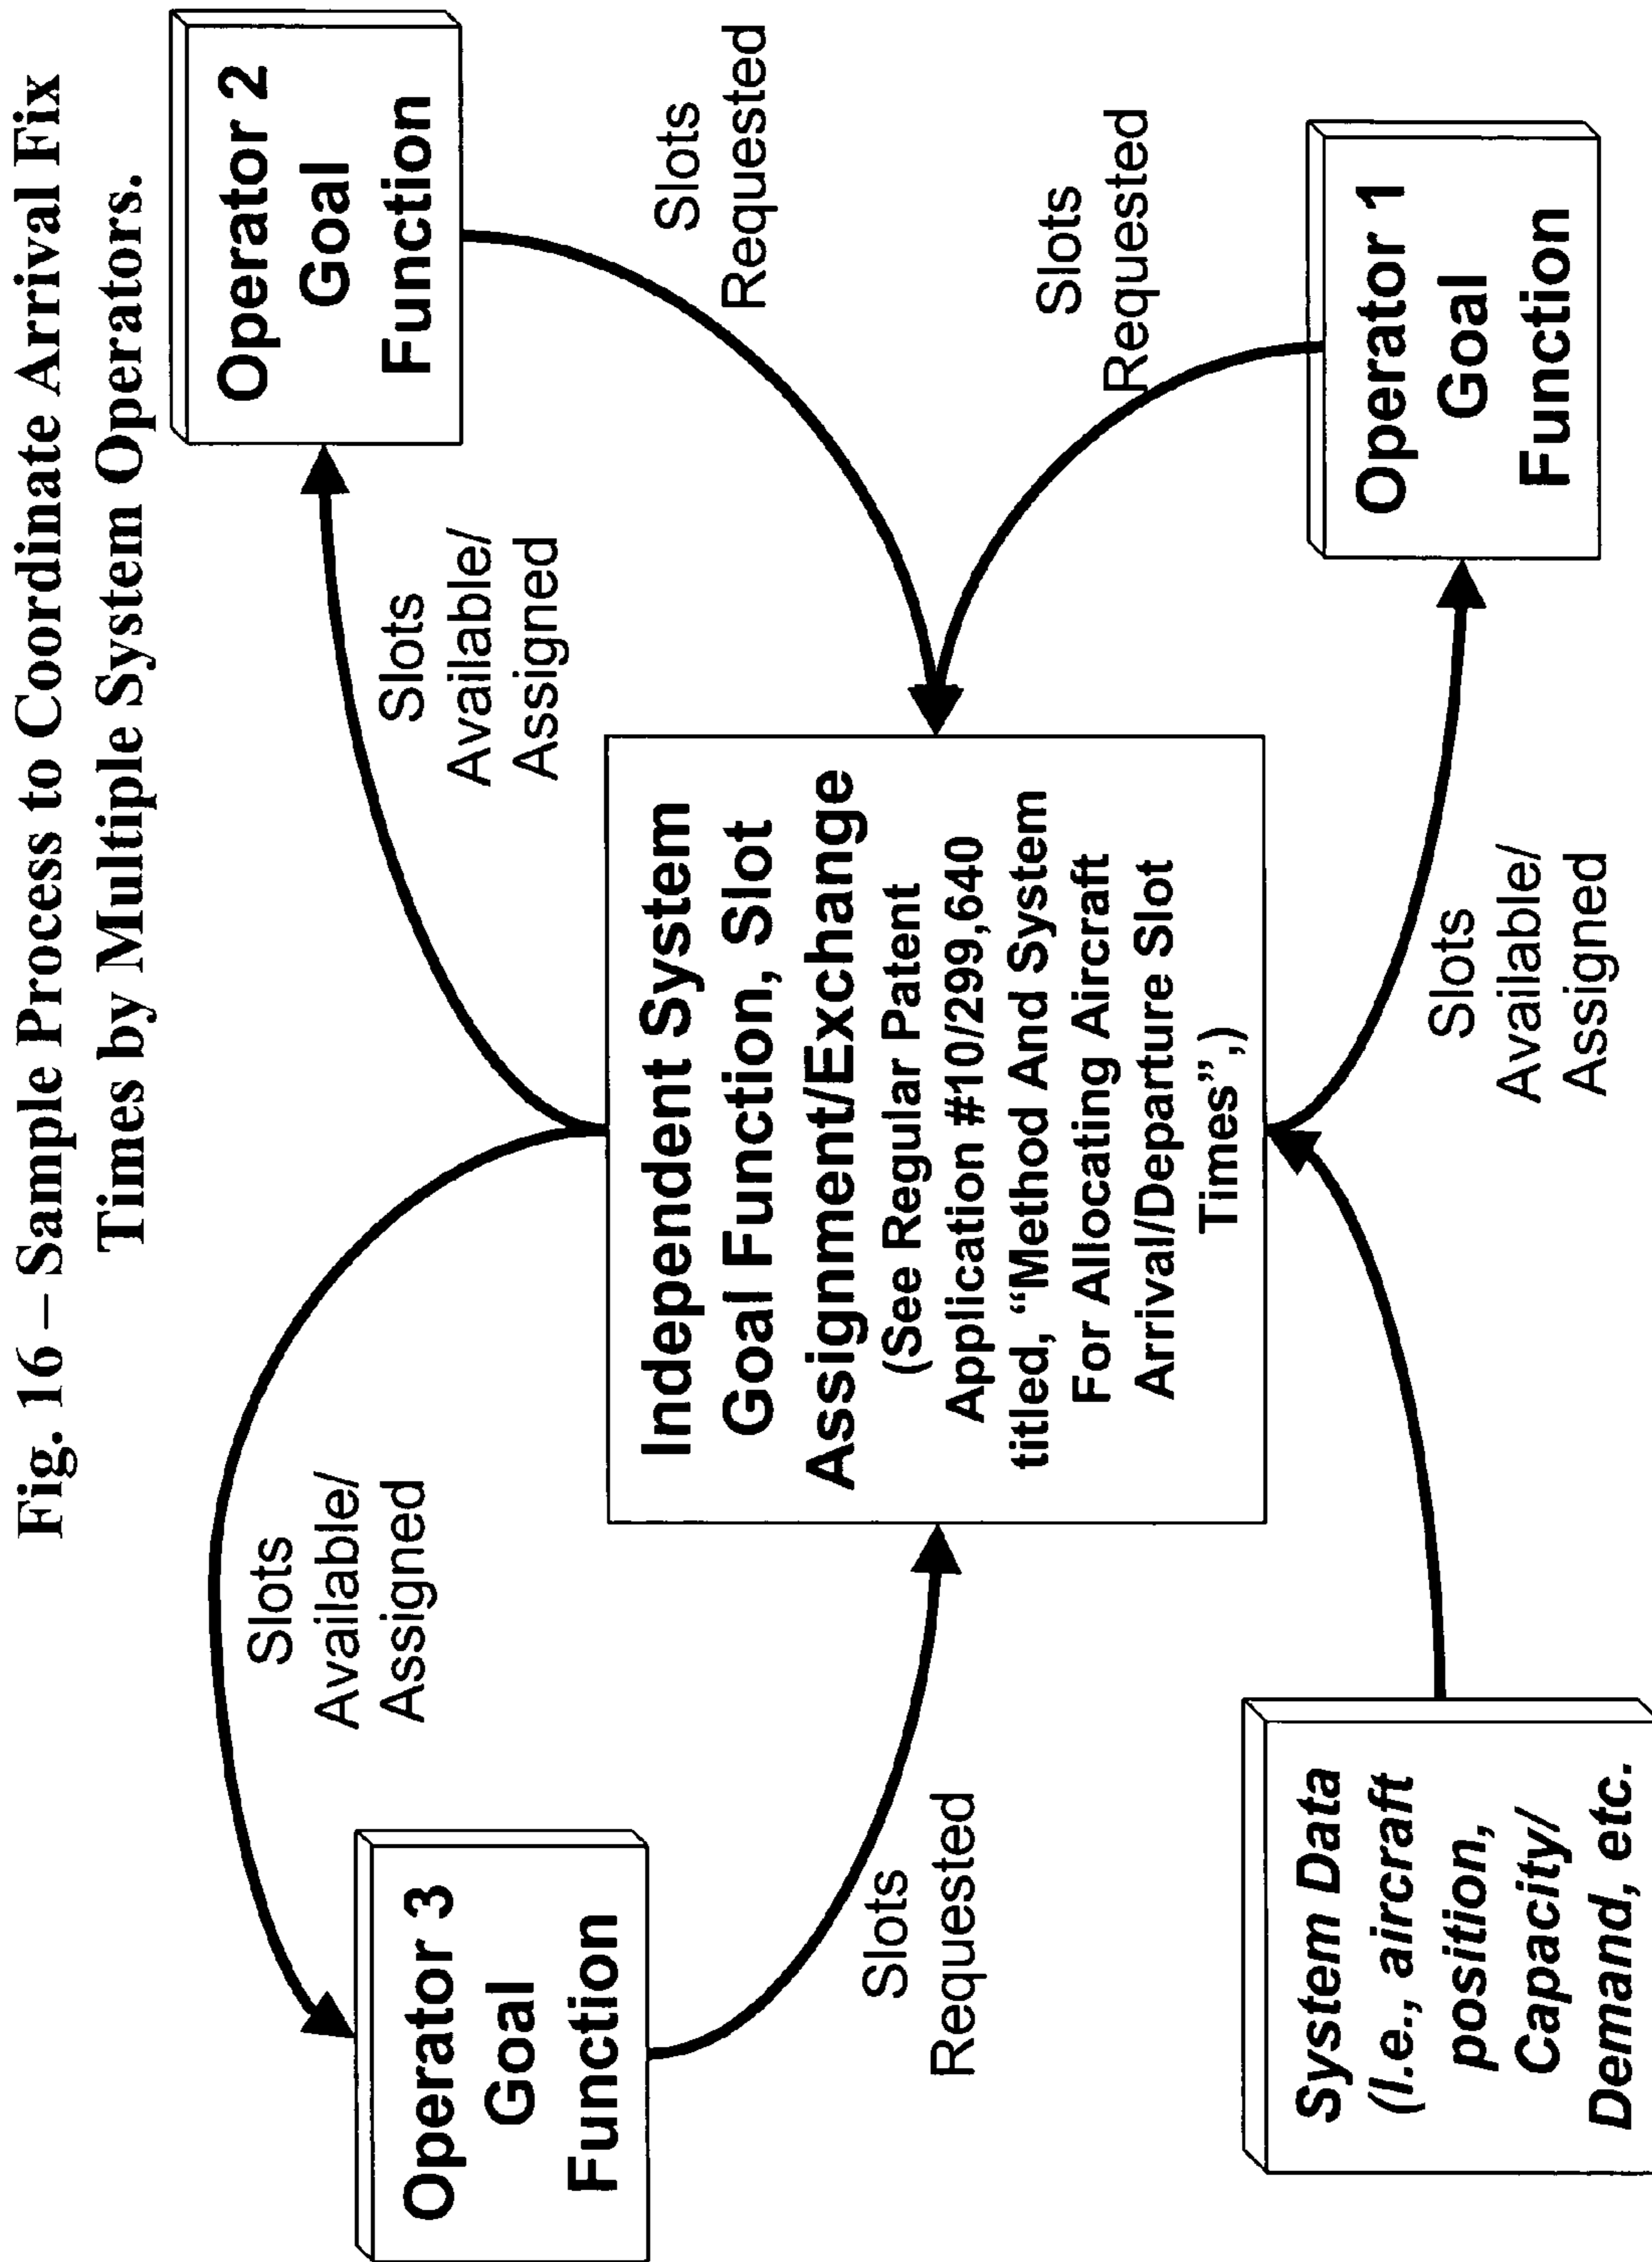 Fig. 16 – Sample Process to Coordinate Arrival Fix
Times by Multiple System Operators.
Operator 3
Goal
Function
Slots
Available/
Assigned
Slots
Available/
Assigned
Operator 2
Goal
Function
Slots
Requested
Independent System
Goal Function, Slot
Assignment/Exchange
(See Regular Patent
Application #10/299,640
titled, “Method And System
For Allocating Aircraft
Arrival/Departure Slot
Times”,)
Slots
Requested
Slots
Requested
System Data
(I.e., aircraft
position,
Capacity/
Demand, etc.
Slots
Available/
Assigned
Operator 1
Goal
Function